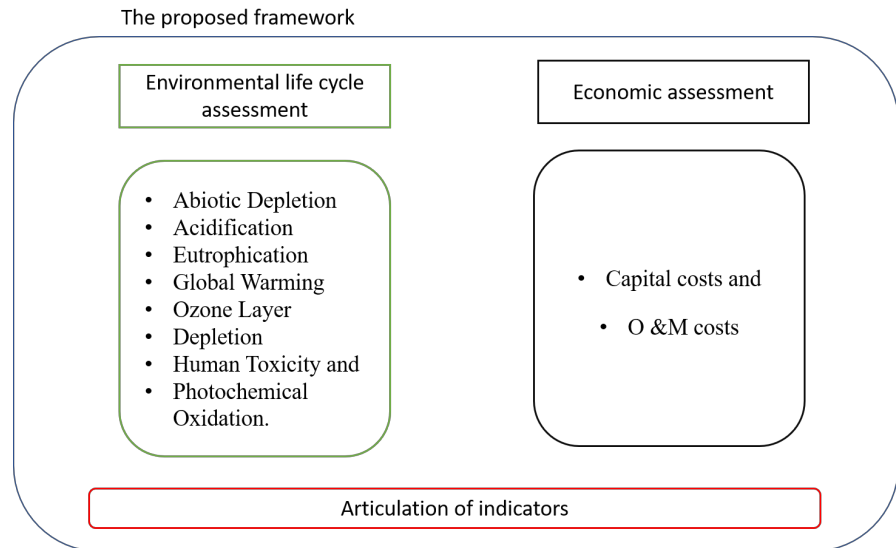 The proposed framework
Environmental life cycle
assessment
Economic assessment
• Abiotic Depletion
• Acidification
• Eutrophication
• Global Warming
• Ozone Layer
• Depletion
• Human Toxicity and
• Photochemical
Oxidation.
• Capital costs and
• O &M costs
Articulation of indicators